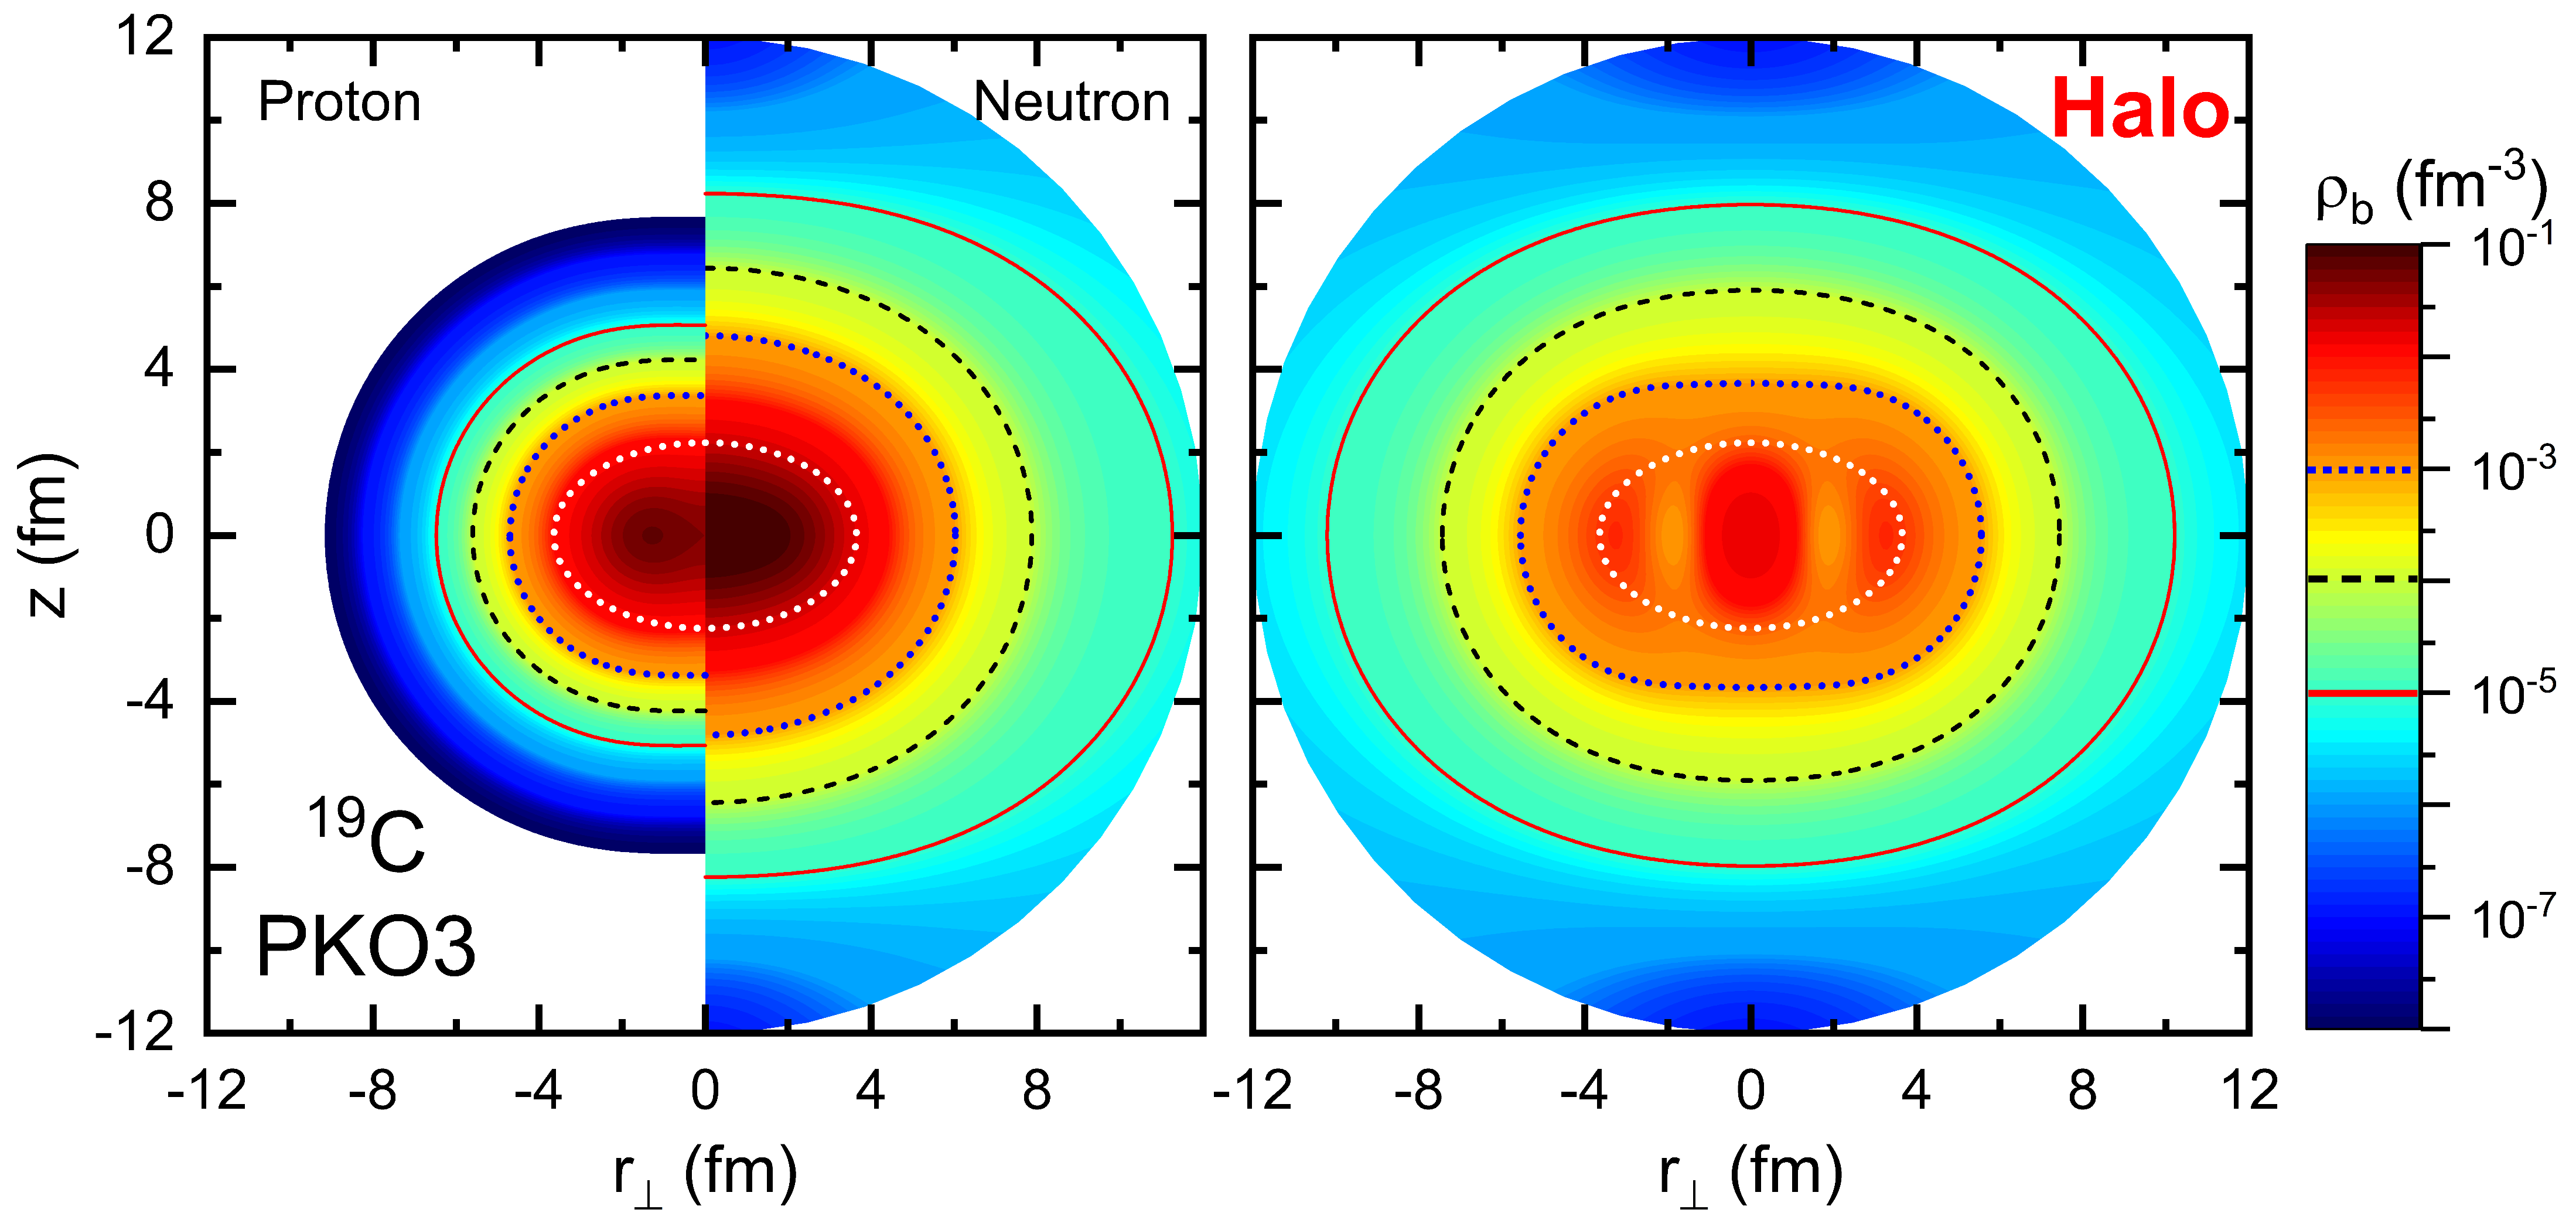 12
8
4
0
-4
-8
-12
z (fm)
Proton
Neutron
¹⁹C
PKO3
-12
-8
-4
0
4
8
r⊥ (fm)
Halo
-12
-8
-4
0
4
8
12
r⊥ (fm)
ρb (fm⁻³)
10⁻¹
10⁻³
10⁻⁵
10⁻⁷